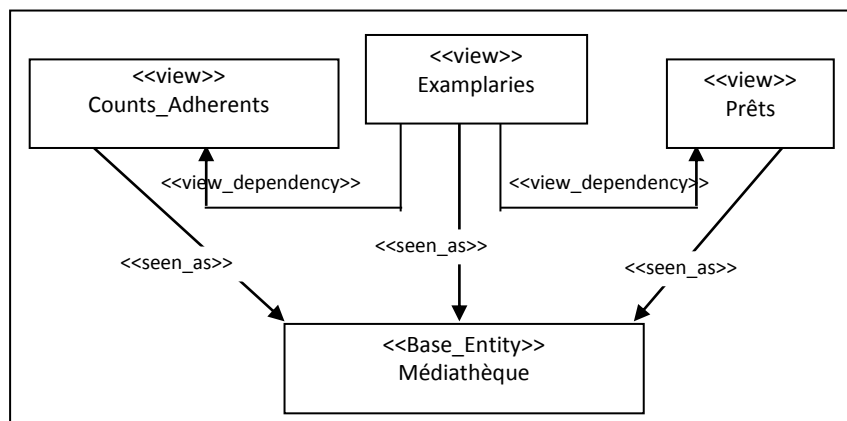 <<view>>
Counts_Adherents
<<view>>
Examplaries
<<view>>
Prêts
<<view_dependency>>
<<view_dependency>>
<<seen_as>>
<<seen_as>>
<<seen_as>>
<<Base_Entity>>
Médiathèque